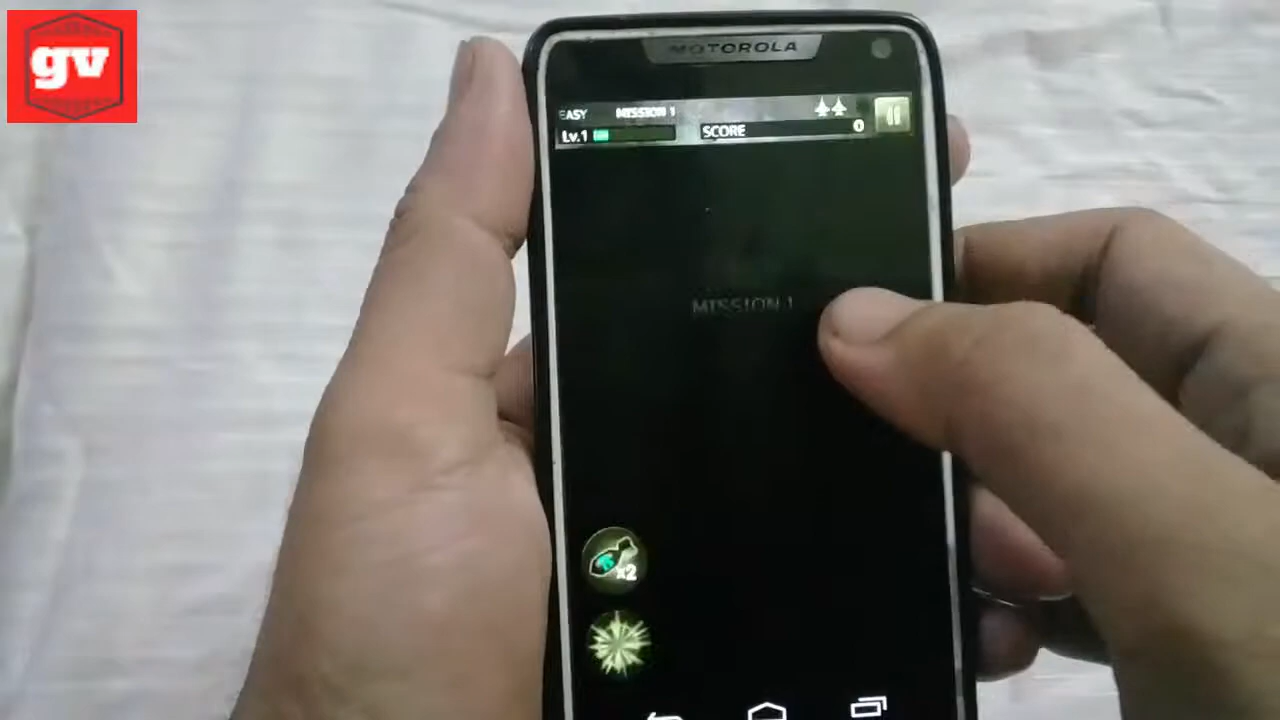 gv
MOTOROLA
EASY MISSION 1
Lv.1 SCORE 0
MISSION 1
x2